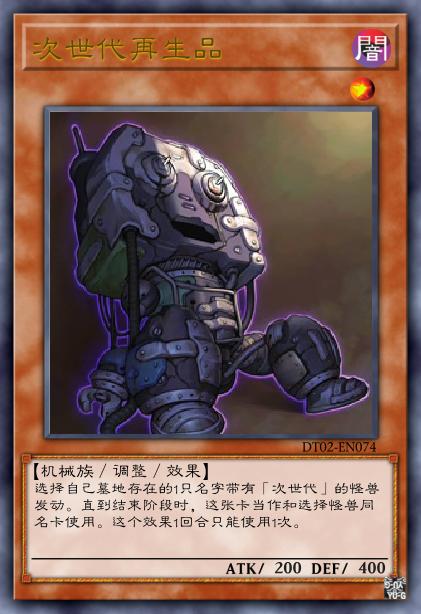 次世代再生品
闇
DT02-EN074
【机械族／调整／效果】
选择自己墓地存在的1只名字带有「次世代」的怪兽
发动。直到结束阶段时，这张卡当作和选择怪兽同
名卡使用。这个效果1回合只能使用1次。
ATK/ 200 DEF/ 400